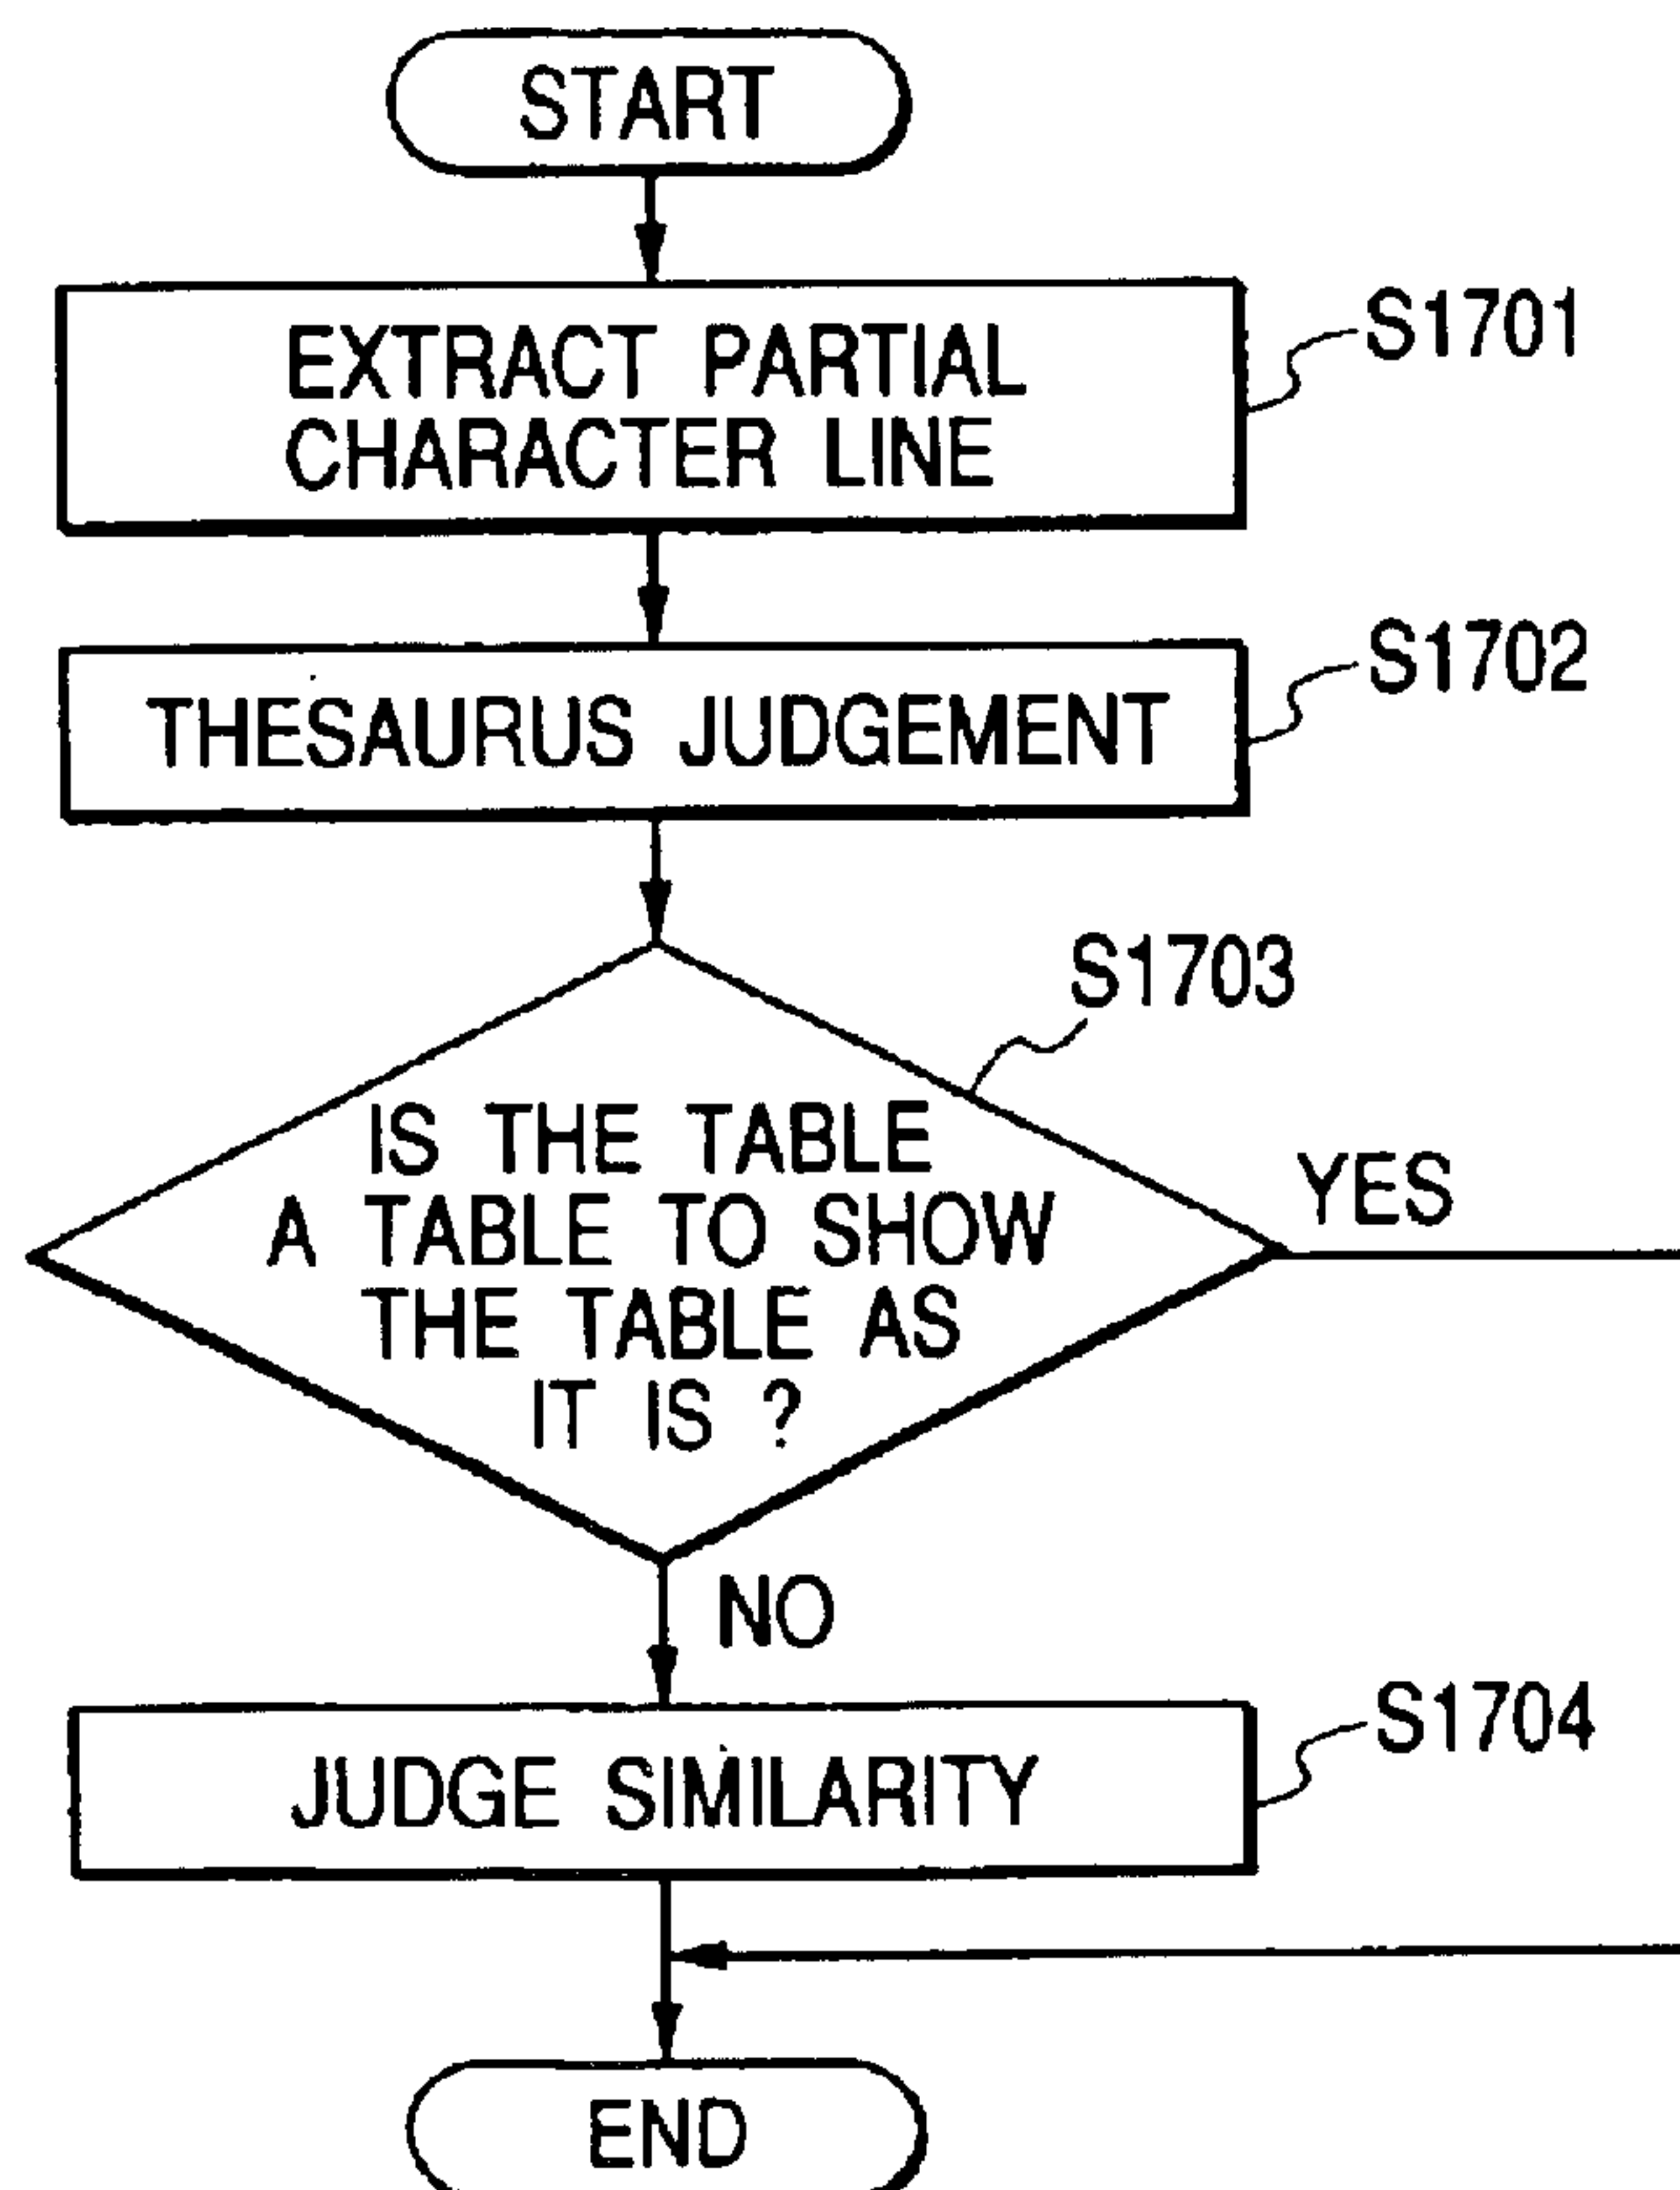 START
EXTRACT PARTIAL
CHARACTER LINE
S1701
THESAURUS JUDGEMENT
S1702
S1703
IS THE TABLE
A TABLE TO SHOW
THE TABLE AS
IT IS ?
YES
NO
JUDGE SIMILARITY
S1704
END